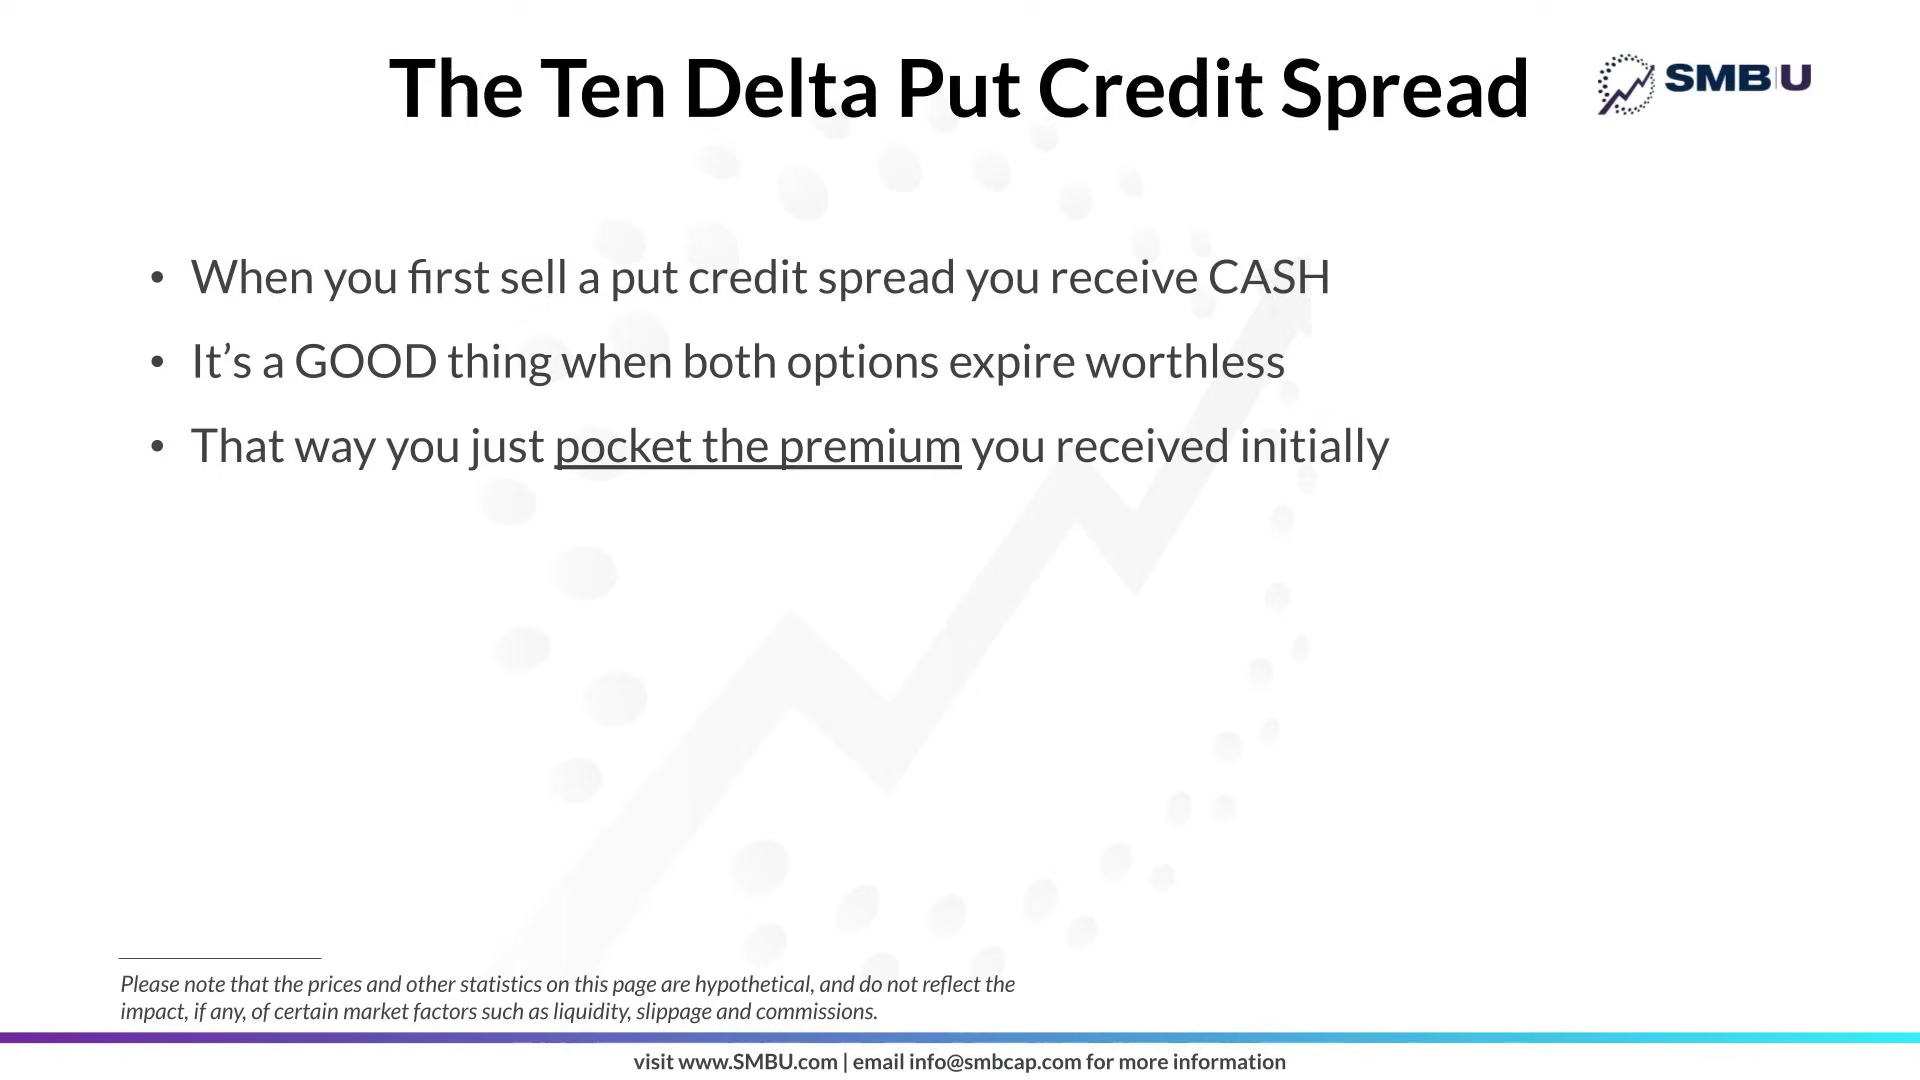 The Ten Delta Put Credit Spread
SMBU
• When you first sell a put credit spread you receive CASH
• It’s a GOOD thing when both options expire worthless
• That way you just pocket the premium you received initially
Please note that the prices and other statistics on this page are hypothetical, and do not reflect the
impact, if any, of certain market factors such as liquidity, slippage and commissions.
visit www.SMBU.com | email info@smbcap.com for more information